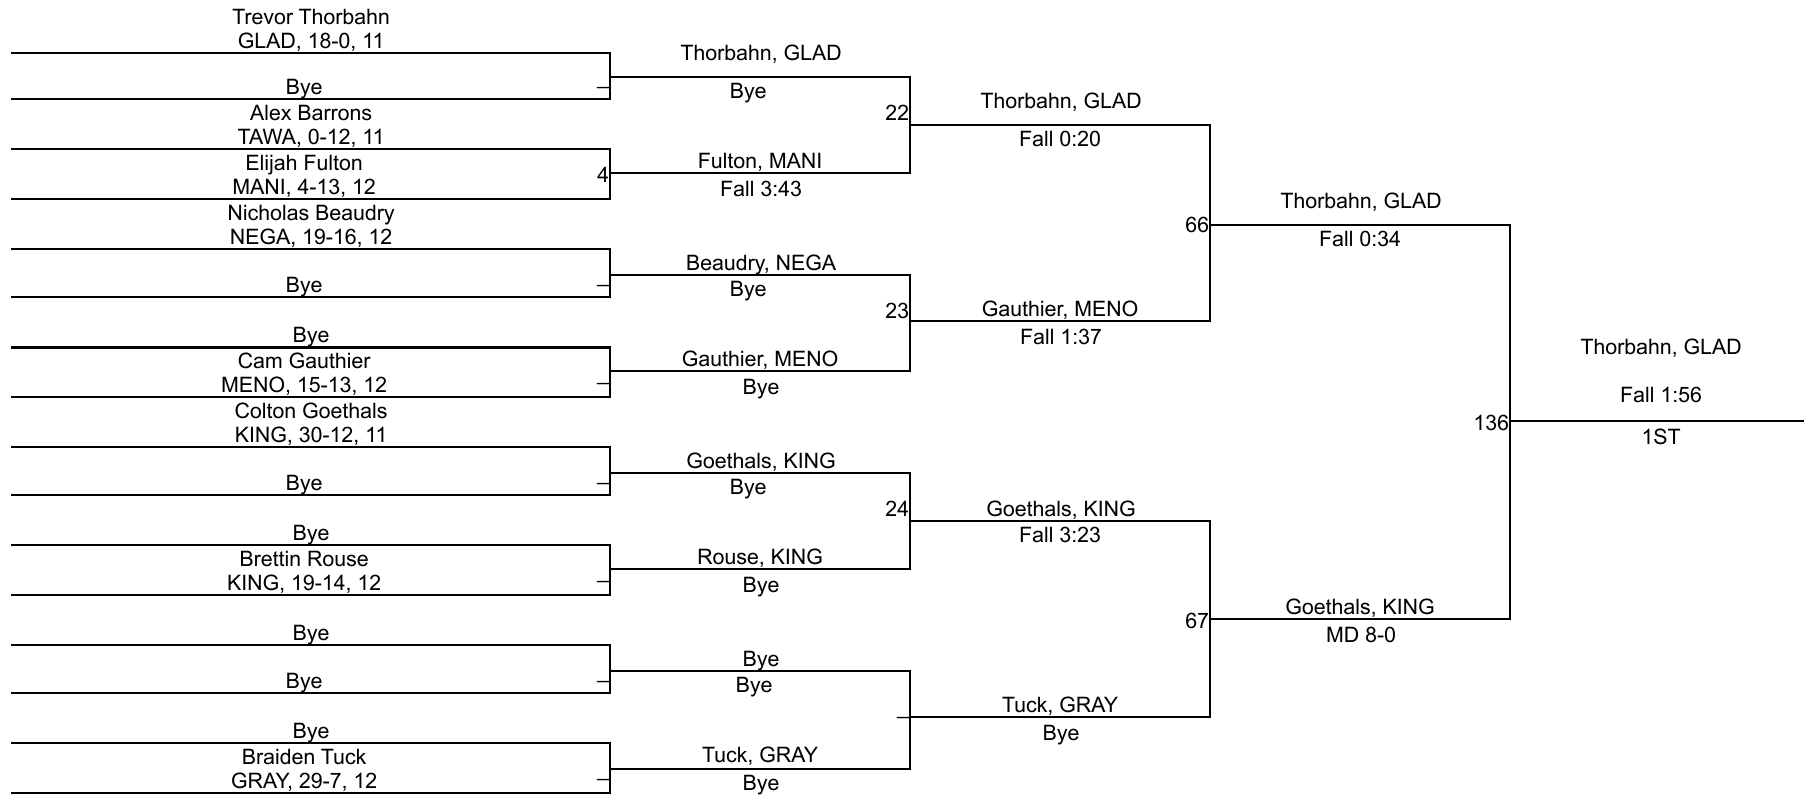 Trevor Thorbahn
GLAD, 18-0, 11
Bye
Alex Barrons
TAWA, 0-12, 11
Elijah Fulton
MANI, 4-13, 12
4
Nicholas Beaudry
NEGA, 19-16, 12
Bye
Bye
Cam Gauthier
MENO, 15-13, 12
Colton Goethals
KING, 30-12, 11
Bye
Bye
Brettin Rouse
KING, 19-14, 12
Bye
Bye
Bye
Braiden Tuck
GRAY, 29-7, 12
Thorbahn, GLAD
Bye
22
Fulton, MANI
Fall 3:43
Beaudry, NEGA
Bye
23
Gauthier, MENO
Bye
Goethals, KING
Bye
24
Rouse, KING
Bye
Bye
Bye
Tuck, GRAY
Bye
Thorbahn, GLAD
Fall 0:20
66
Gauthier, MENO
Fall 1:37
Goethals, KING
Fall 3:23
67
Tuck, GRAY
Bye
Thorbahn, GLAD
Fall 0:34
136
Goethals, KING
MD 8-0
Thorbahn, GLAD
Fall 1:56
1ST